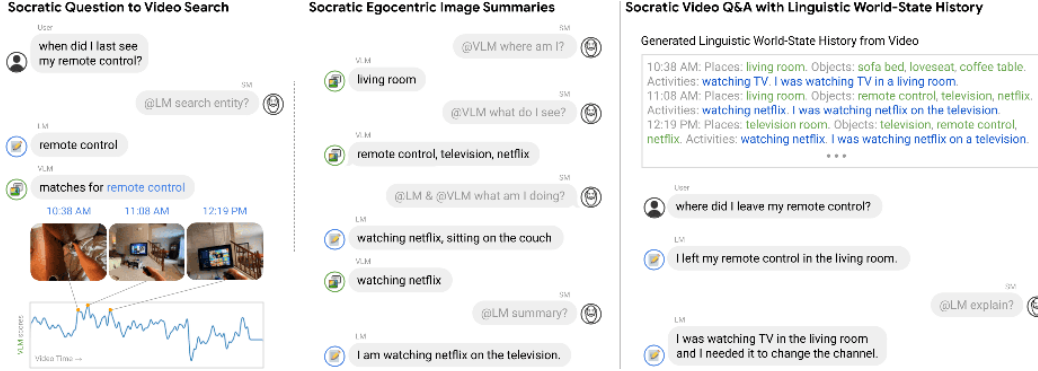 Socratic Question to Video Search
User
when did I last see
my remote control?
SM
@LM search entity?
LM
remote control
VLM
matches for remote control
10:38 AM 11:08 AM 12:19 PM
VLM scores
Video Time →
Socratic Egocentric Image Summaries
SM
@VLM where am I?
VLM
living room
SM
@VLM what do I see?
VLM
remote control, television, netflix
SM
@LM & @VLM what am I doing?
LM
watching netflix, sitting on the couch
VLM
watching netflix
SM
@LM summary?
LM
I am watching netflix on the television.
Socratic Video Q&A with Linguistic World-State History
Generated Linguistic World-State History from Video
10:38 AM: Places: living room. Objects: sofa bed, loveseat, coffee table.
Activities: watching TV. I was watching TV in a living room.
11:08 AM: Places: living room. Objects: remote control, television, netflix.
Activities: watching netflix. I was watching netflix on the television.
12:19 PM: Places: television room. Objects: television, remote control,
netflix. Activities: watching netflix. I was watching netflix on a television.
•••
User
where did I leave my remote control?
LM
I left my remote control in the living room.
SM
@LM explain?
LM
I was watching TV in the living room
and I needed it to change the channel.